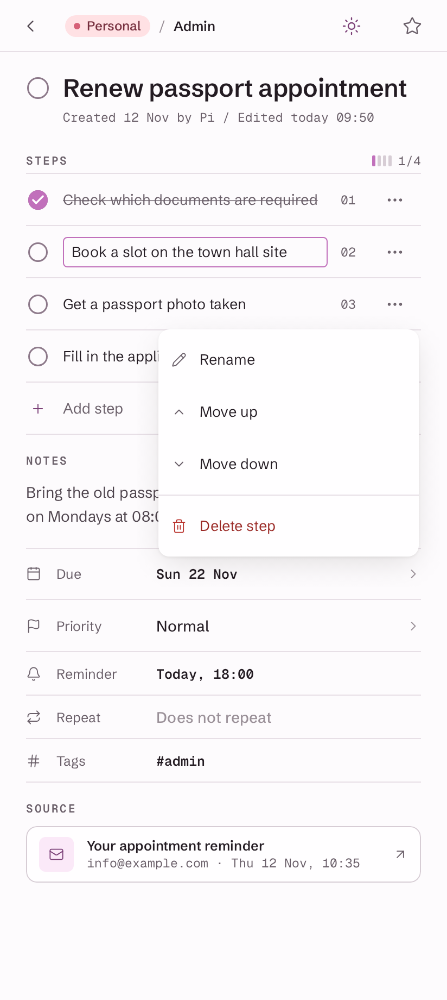 Personal / Admin
Renew passport appointment
Created 12 Nov by Pi / Edited today 09:50
STEPS 1/4
Check which documents are required 01
Book a slot on the town hall site 02
Get a passport photo taken 03
Fill in the
Rename
Add step
Move up
Move down
NOTES
Bring the old
on Mondays at
Delete step
Due Sun 22 Nov
Priority Normal
Reminder Today, 18:00
Repeat Does not repeat
Tags #admin
SOURCE
Your appointment reminder
info@example.com · Thu 12 Nov, 10:35